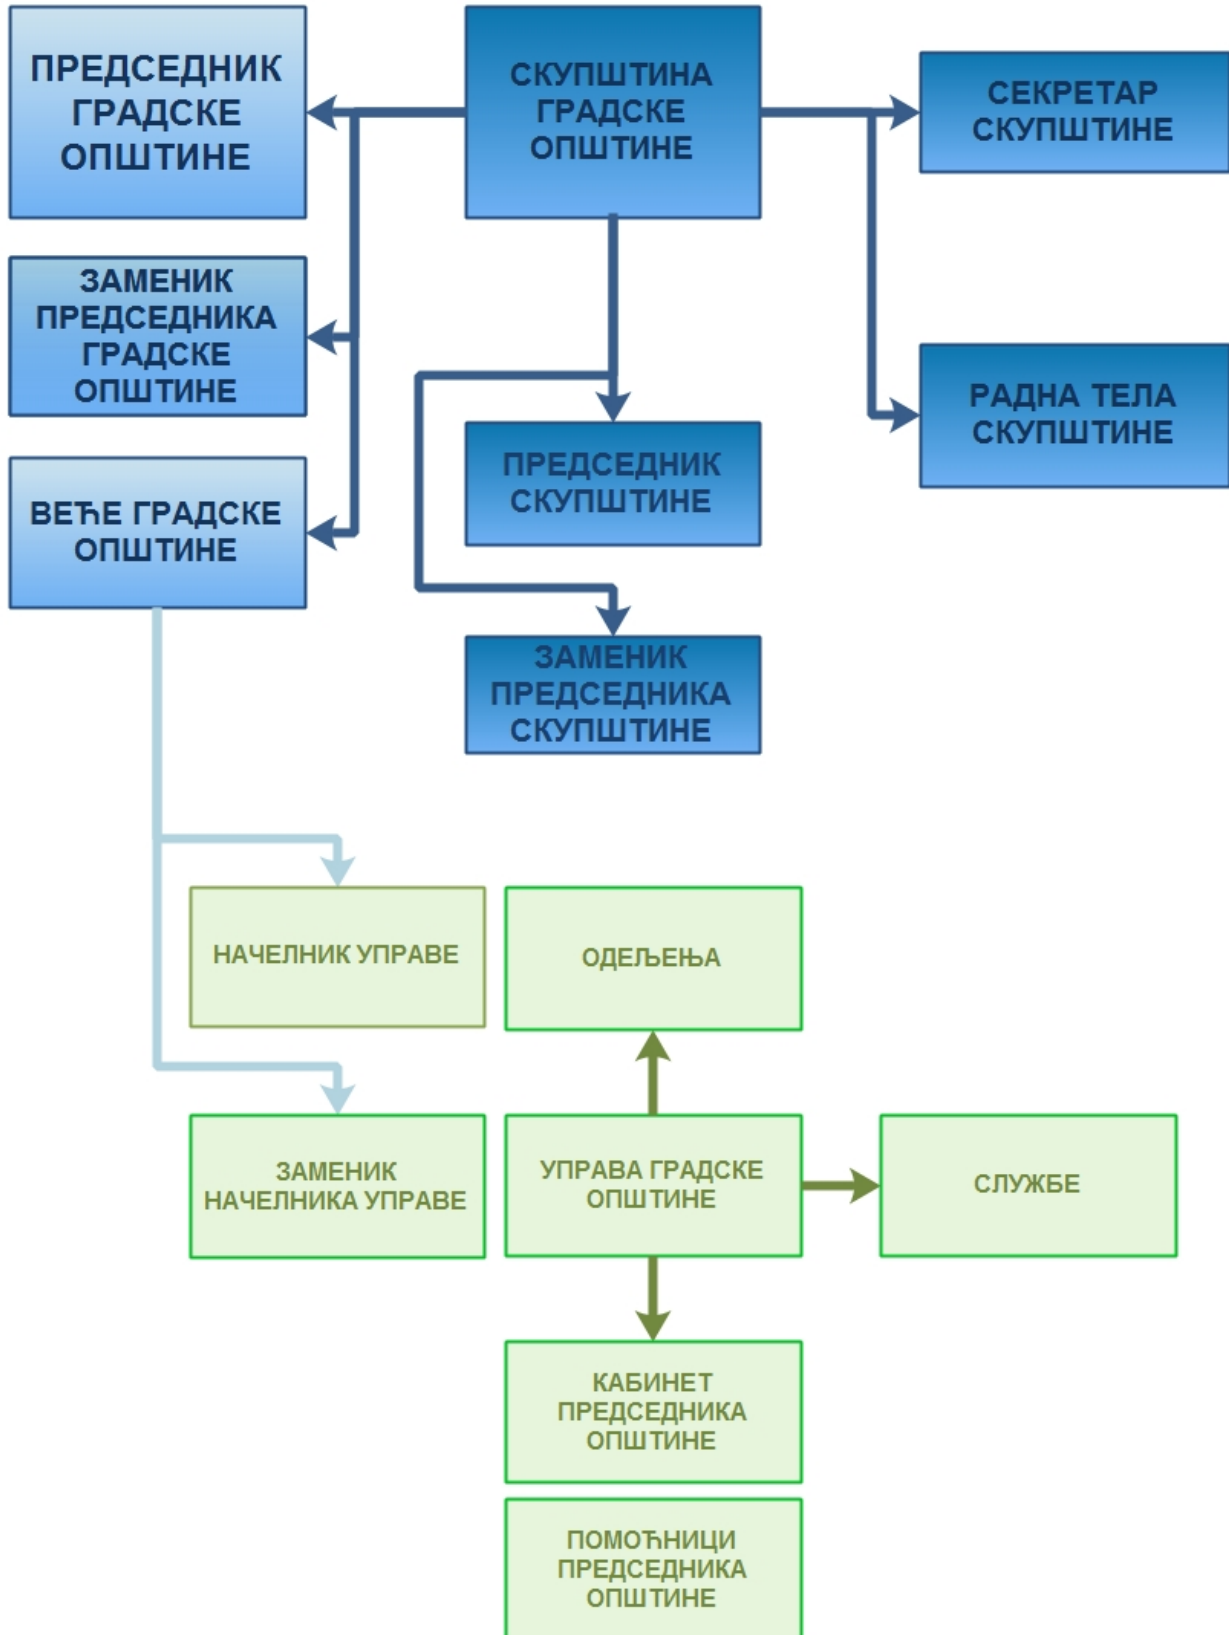 ПРЕДСЕДНИК
ГРАДСКЕ
ОПШТИНЕ
СКУПШТИНА
ГРАДСКЕ
ОПШТИНЕ
СЕКРЕТАР
СКУПШТИНЕ
ЗАМЕНИК
ПРЕДСЕДНИКА
ГРАДСКЕ
ОПШТИНЕ
РАДНА ТЕЛА
СКУПШТИНЕ
ВЕЋЕ ГРАДСКЕ
ОПШТИНЕ
ПРЕДСЕДНИК
СКУПШТИНЕ
ЗАМЕНИК
ПРЕДСЕДНИКА
СКУПШТИНЕ
НАЧЕЛНИК УПРАВЕ
ОДЕЉЕЊА
ЗАМЕНИК
НАЧЕЛНИКА УПРАВЕ
УПРАВА ГРАДСКЕ
ОПШТИНЕ
СЛУЖБЕ
КАБИНЕТ
ПРЕДСЕДНИКА
ОПШТИНЕ
ПОМОЋНИЦИ
ПРЕДСЕДНИКА
ОПШТИНЕ